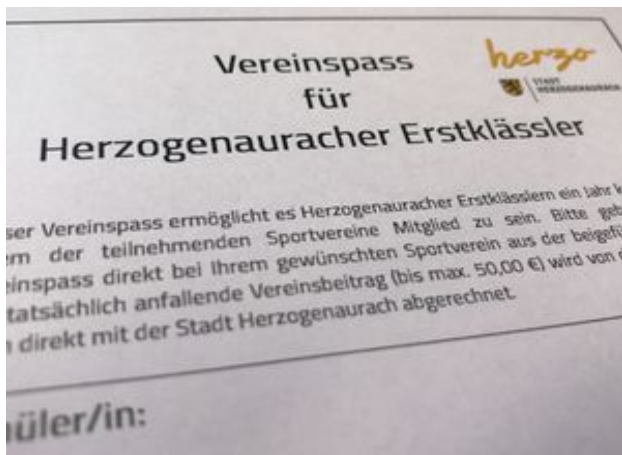 Vereinspass
für
Herzogenauracher Erstklässler
herzo
STADT
HERZOGENAURACH
ser Vereinspass ermöglicht es Herzogenauracher Erstklässlern ein Jahr k
em der teilnehmenden Sportvereine Mitglied zu sein. Bitte geb
einspass direkt bei Ihrem gewünschten Sportverein aus der beigefü
tatsächlich anfallende Vereinsbeitrag (bis max. 50,00 €) wird von
n direkt mit der Stadt Herzogenaurach abgerechnet.
üler/in: